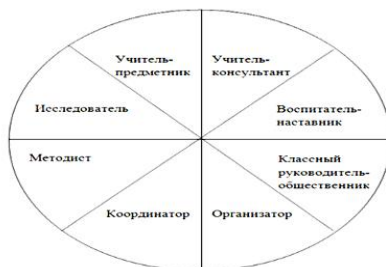 Учитель-
предметник
Учитель-
консультант
Исследователь
Воспитатель-
наставник
Методист
Классный
руководитель-
общественник
Координатор
Организатор